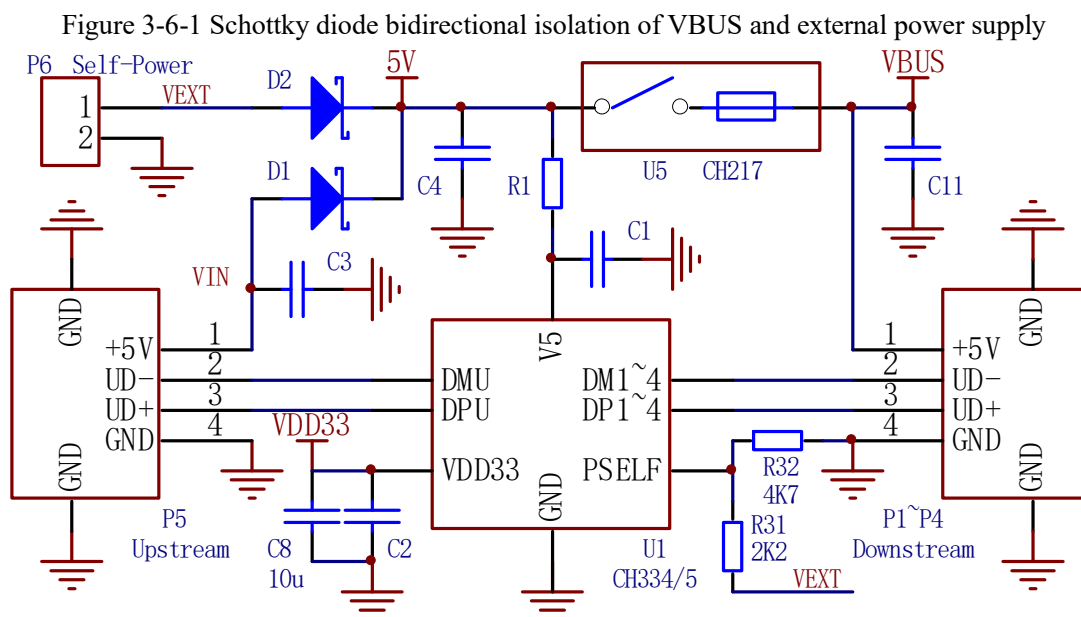 Figure 3-6-1 Schottky diode bidirectional isolation of VBUS and external power supply
P6 Self-Power
5V
VBUS
D2
VEXT
1
2
D1
C4
R1
U5
CH217
C11
C1
C3
VIN
GND
V5
GND
+5V
1
1
+5V
UD-
2
DMU
DM1~4
2
UD-
UD+
3
DPU
DP1~4
3
UD+
GND
4
VDD33
4
GND
VDD33
PSELF
R32
4K7
GND
GND
GND
P5
Upstream
C8
10u
C2
U1
CH334/5
R31
2K2
VEXT
P1~P4
Downstream